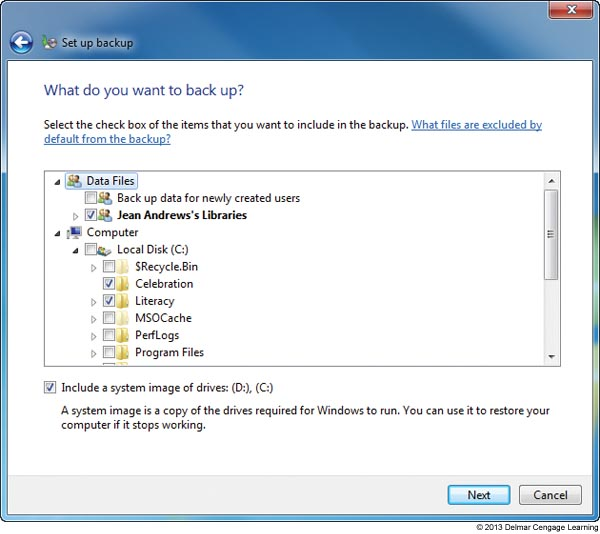 Set up backup
What do you want to back up?
Select the check box of the items that you want to include in the backup. What files are excluded by
default from the backup?
Data Files
Back up data for newly created users
Jean Andrews's Libraries
Computer
Local Disk (C:)
$Recycle.Bin
Celebration
Literacy
MSOCache
PerfLogs
Program Files
Include a system image of drives: (D:), (C:)
A system image is a copy of the drives required for Windows to run. You can use it to restore your
computer if it stops working.
Next
Cancel
© 2013 Delmar Cengage Learning